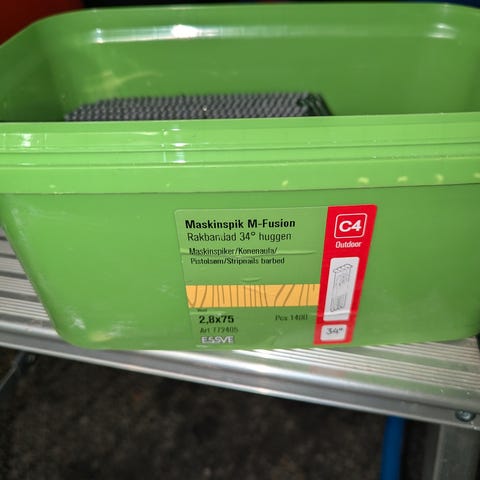 Maskinspik M-Fusion
Rakbandad 34° huggen
Maskinspiker/Konenaula/
Pistolsøm/Stripnails barbed
2,8x75
Pcs 1400
Art 772405
ESSVE
C4
Outdoor
34°